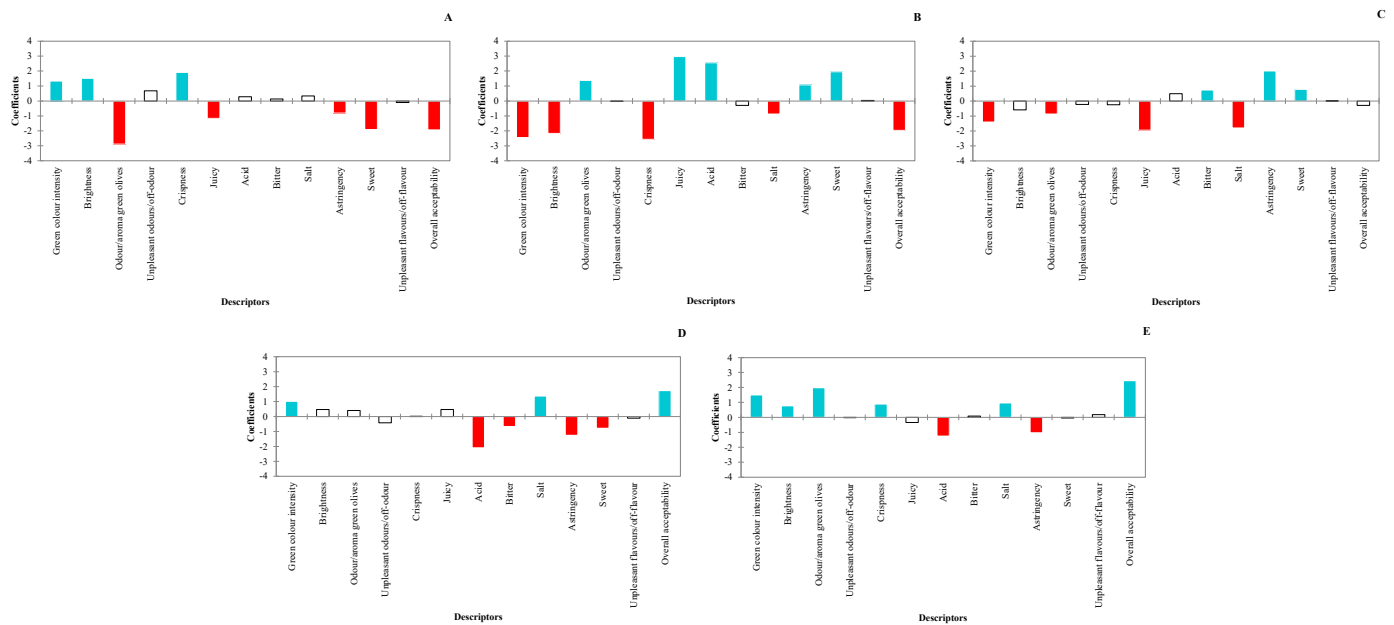 A
4
3
2
1
0
-1
-2
-3
-4
Coefficients
Green colour intensity
Brightness
Odour/aroma green olives
Unpleasant odours/off-odour
Crispness
Juicy
Acid
Bitter
Salt
Astringency
Sweet
Unpleasant flavours/off-flavour
Overall acceptability
Descriptors
B
4
3
2
1
0
-1
-2
-3
-4
Coefficients
Green colour intensity
Brightness
Odour/aroma green olives
Unpleasant odours/off-odour
Crispness
Juicy
Acid
Bitter
Salt
Astringency
Sweet
Unpleasant flavours/off-flavour
Overall acceptability
Descriptors
C
4
3
2
1
0
-1
-2
-3
-4
Coefficients
Green colour intensity
Brightness
Odour/aroma green olives
Unpleasant odours/off-odour
Crispness
Juicy
Acid
Bitter
Salt
Astringency
Sweet
Unpleasant flavours/off-flavour
Overall acceptability
Descriptors
D
4
3
2
1
0
-1
-2
-3
-4
Coefficients
Green colour intensity
Brightness
Odour/aroma green olives
Unpleasant odours/off-odour
Crispness
Juicy
Acid
Bitter
Salt
Astringency
Sweet
Unpleasant flavours/off-flavour
Overall acceptability
Descriptors
E
4
3
2
1
0
-1
-2
-3
-4
Coefficients
Green colour intensity
Brightness
Odour/aroma green olives
Unpleasant odours/off-odour
Crispness
Juicy
Acid
Bitter
Salt
Astringency
Sweet
Unpleasant flavours/off-flavour
Overall acceptability
Descriptors